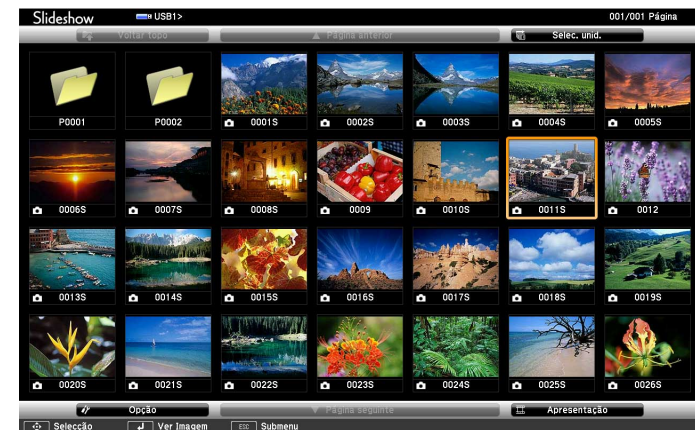 Slideshow USB1> 001/001 Página
Voltar topo Página anterior Selec. unid.
P0001 P0002 0001S 0002S 0003S 0004S 0005S
0006S 0007S 0008S 0009 0010S 0011S 0012
0013S 0014S 0015S 0016S 0017S 0018S 0019S
0020S 0021S 0022S 0023S 0024S 0025S 0026S
Opção Página seguinte Apresentação
Selecção Ver Imagem ESC Submenu